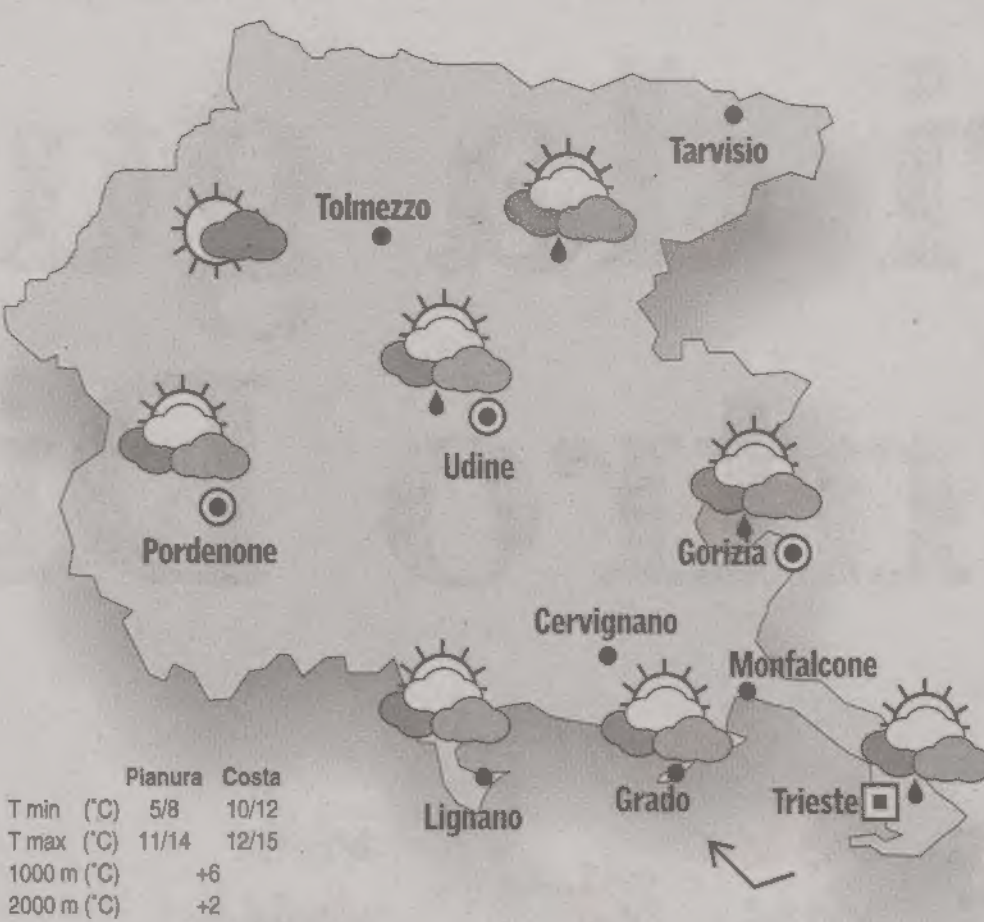 Tarvisio
Tolmezzo
Udine
Pordenone
Gorizia
Cervignano
Monfalcone
Lignano
Grado
Trieste
Pianura Costa
T min (°C) 5/8 10/12
T max (°C) 11/14 12/15
1000 m (°C) +6
2000 m (°C) +2